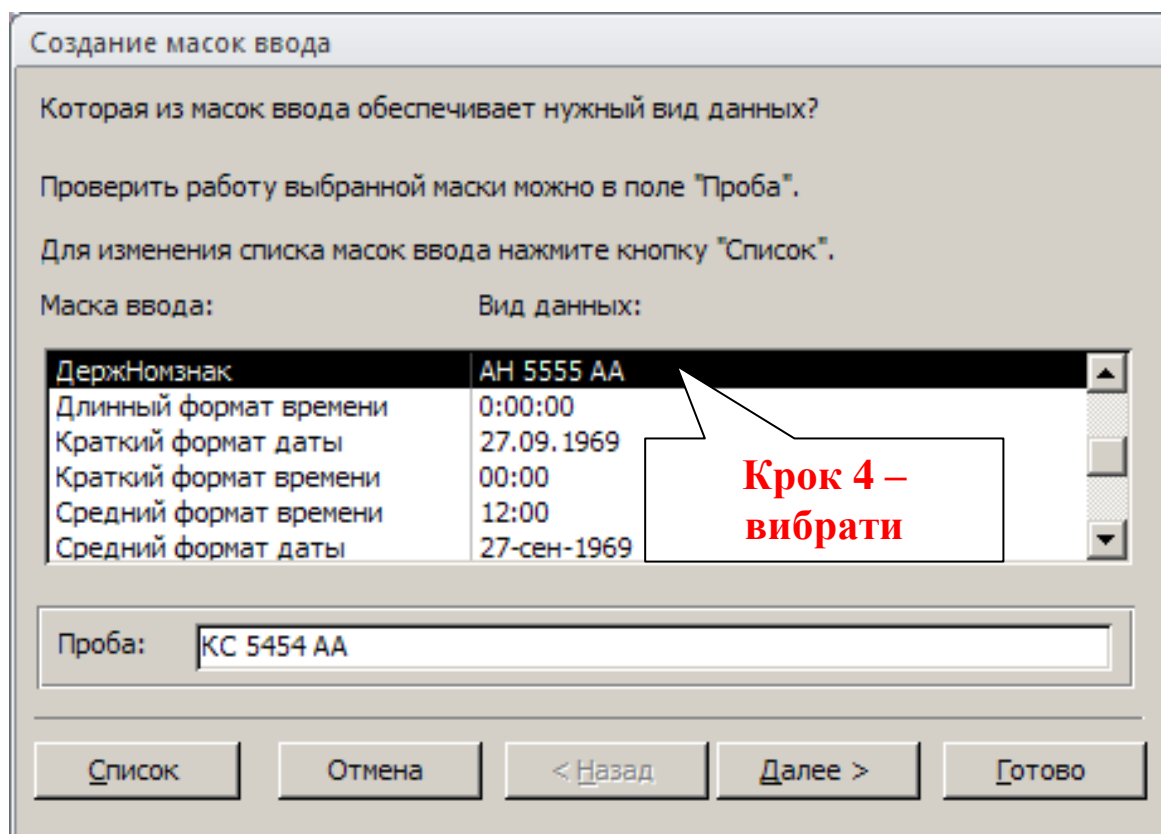 Создание масок ввода
Которая из масок ввода обеспечивает нужный вид данных?
Проверить работу выбранной маски можно в поле "Проба".
Для изменения списка масок ввода нажмите кнопку "Список".
Маска ввода: Вид данных:
ДержНомзнак АН 5555 АА
Длинный формат времени 0:00:00
Краткий формат даты 27.09.1969
Краткий формат времени 00:00
Средний формат времени 12:00
Средний формат даты 27-сен-1969
Крок 4 –
вибрати
Проба: КС 5454 АА
Список Отмена < Назад Далее > Готово